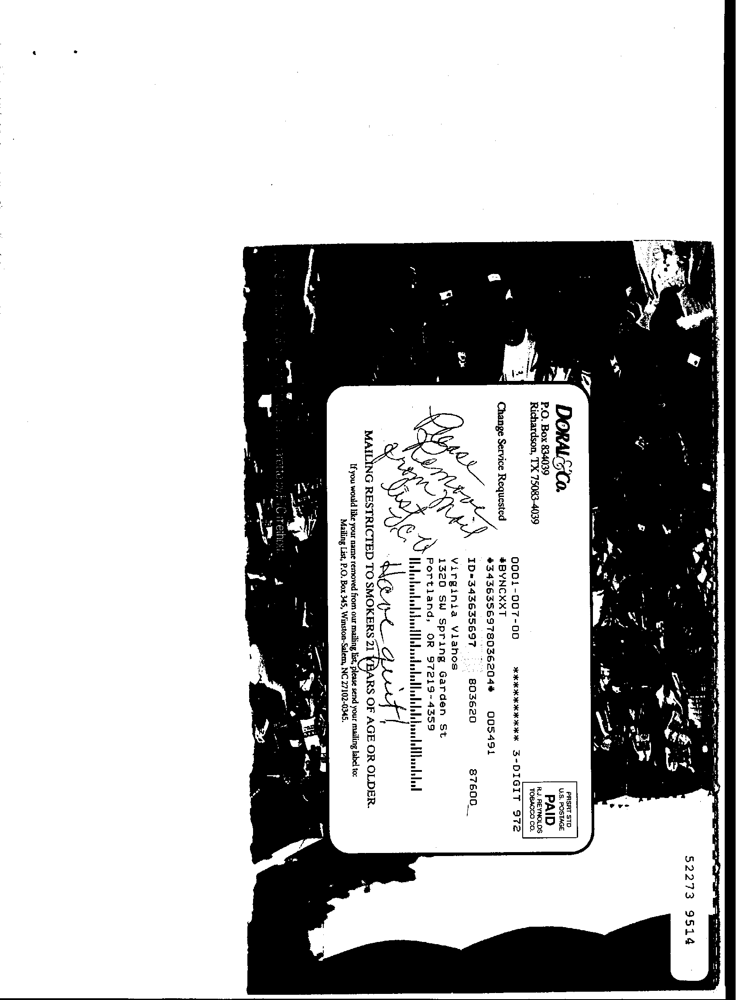 DORAL & Co.
P.O. Box 834039
Richardson, TX 75083-4039
Change Service Requested
PRSRT STD
U.S. POSTAGE
PAID
R.J. REYNOLDS
TOBACCO CO.
0001-007-00 ********** 3-DIGIT 972
*BYNCXXT
*3436356978036204* 005491
ID=343635697 803620 87600
Virginia Vlahos
1320 SW Spring Garden St
Portland, OR 97219-4359
Please
Remove
from Mail
list
Have quit!
MAILING RESTRICTED TO SMOKERS 21 YEARS OF AGE OR OLDER.
If you would like your name removed from our mailing list, please send your mailing label to:
Mailing List, P.O. Box 345, Winston-Salem, NC 27102-0345.
52273 9514